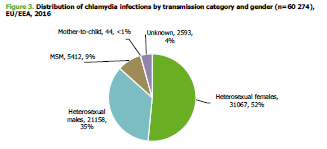 Figure 3. Distribution of chlamydia infections by transmission category and gender (n=60 274),
EU/EEA, 2016
Mother-to-child, 44, <1%
Unknown, 2593,
4%
MSM, 5412, 9%
Heterosexual females,
31067, 52%
Heterosexual
males, 21158,
35%